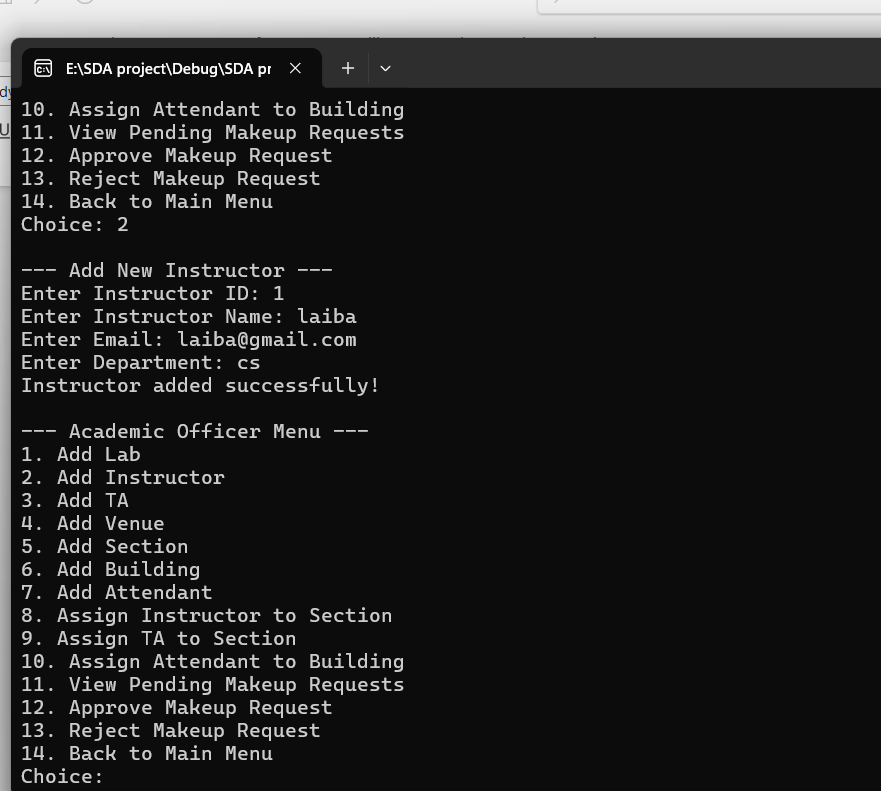 E:\SDA project\Debug\SDA pr
10. Assign Attendant to Building
11. View Pending Makeup Requests
12. Approve Makeup Request
13. Reject Makeup Request
14. Back to Main Menu
Choice: 2
--- Add New Instructor ---
Enter Instructor ID: 1
Enter Instructor Name: laiba
Enter Email: laiba@gmail.com
Enter Department: cs
Instructor added successfully!
--- Academic Officer Menu ---
1. Add Lab
2. Add Instructor
3. Add TA
4. Add Venue
5. Add Section
6. Add Building
7. Add Attendant
8. Assign Instructor to Section
9. Assign TA to Section
10. Assign Attendant to Building
11. View Pending Makeup Requests
12. Approve Makeup Request
13. Reject Makeup Request
14. Back to Main Menu
Choice: